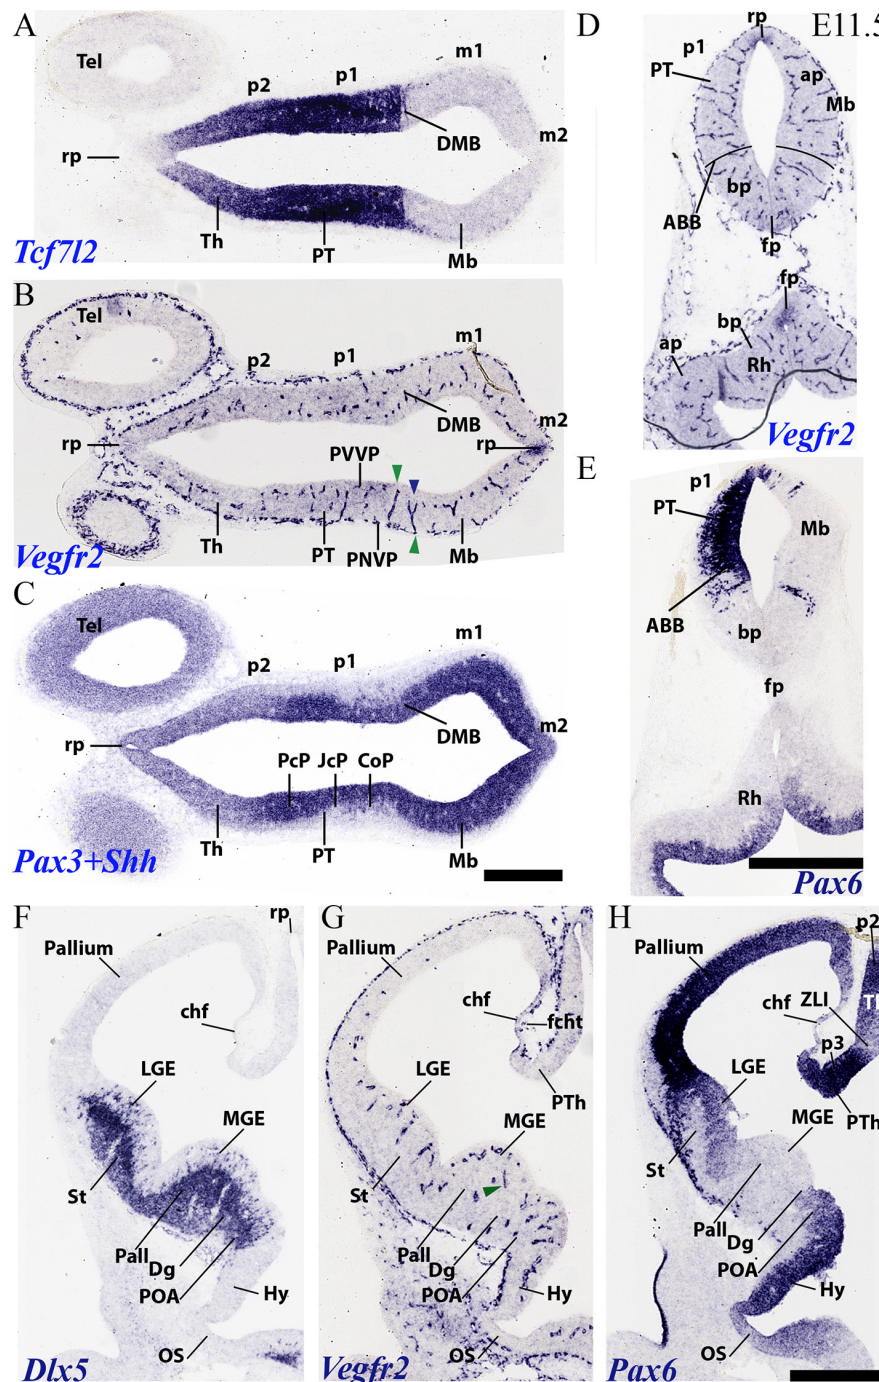 A
Tel
p2
p1
m1
m2
rp
DMB
Th
PT
Mb
Tcf7l2
B
Tel
p2
p1
m1
m2
rp
DMB
rp
PVVP
Th
PT
PNVP
Mb
Vegfr2
C
Tel
p2
p1
m1
m2
rp
DMB
PcP JcP CoP
Th
PT
Mb
Pax3+Shh
D
E11.5
rp
p1
PT
ap
Mb
bp
ABB
fp
fp
bp
ap
Rh
Vegfr2
E
p1
PT
Mb
ABB
bp
fp
Rh
Pax6
F
rp
Pallium
chf
LGE
MGE
St
Pall
Dg
POA
Hy
OS
Dlx5
G
Pallium
chf
fcht
LGE
PTh
MGE
St
Pall
Dg
POA
Hy
OS
Vegfr2
H
p2
Pallium
ZLI
chf
p3
LGE
PTh
MGE
St
Pall
Dg
POA
Hy
OS
Pax6